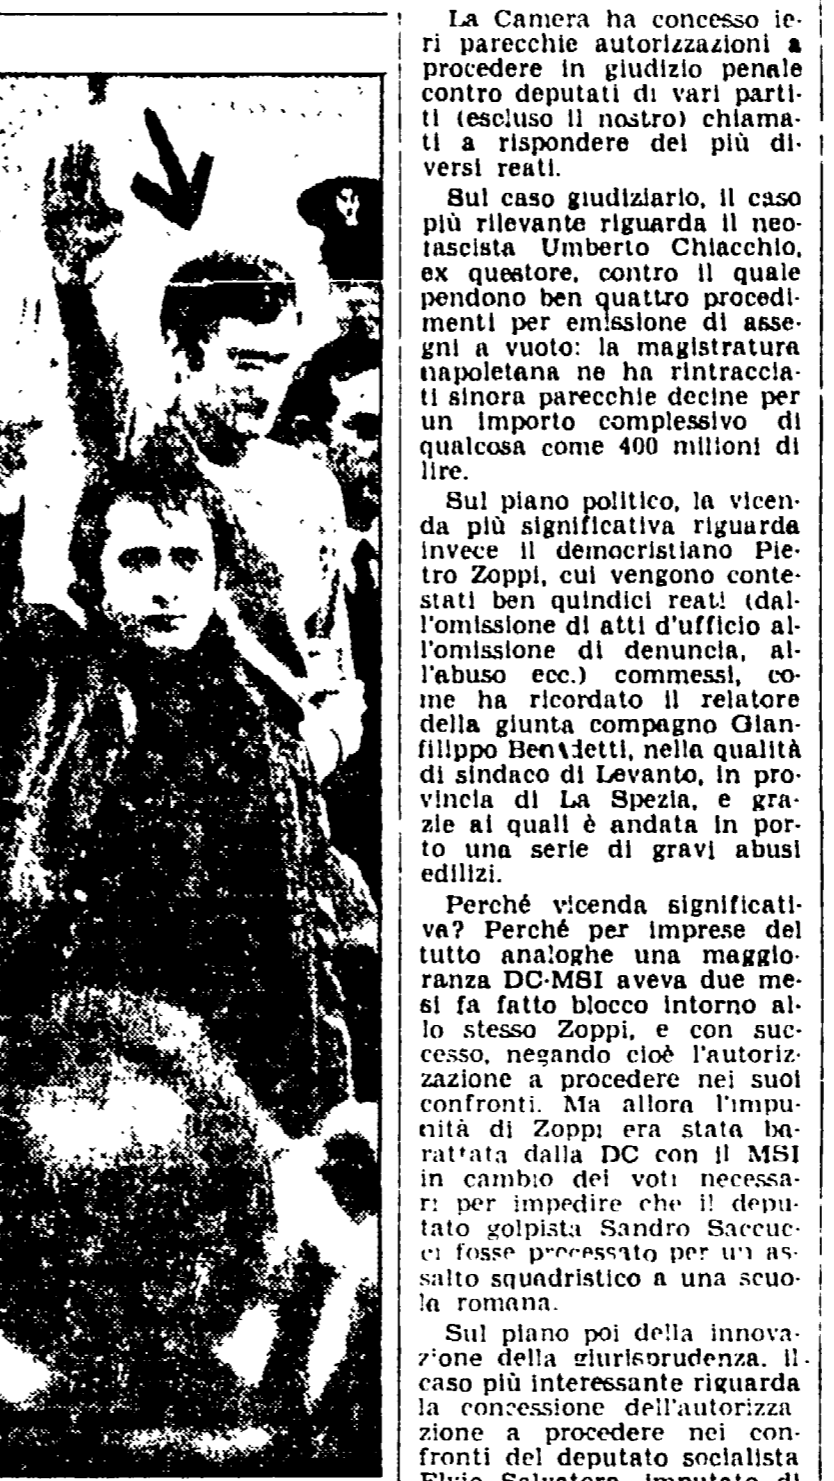 La Camera ha concesso ie-
ri parecchie autorizzazioni a
procedere in giudizio penale
contro deputati di vari parti-
ti (escluso il nostro) chiama-
ti a rispondere dei più di-
versi reati.
Sul caso giudiziario, il caso
più rilevante riguarda il neo-
fascista Umberto Chiacchio,
ex questore, contro il quale
pendono ben quattro procedi-
menti per emissione di asse-
gni a vuoto: la magistratura
napoletana ne ha rintraccia-
ti sinora parecchie decine per
un importo complessivo di
qualcosa come 400 milioni di
lire.
Sul piano politico, la vicen-
da più significativa riguarda
invece il democristiano Pie-
tro Zoppi, cui vengono conte-
stati ben quindici reati (dal-
l'omissione di atti d'ufficio al-
l'omissione di denuncia, al-
l'abuso ecc.) commessi, co-
me ha ricordato il relatore
della giunta compagno Gian-
filippo Benedetti, nella qualità
di sindaco di Levanto, in pro-
vincia di La Spezia, e gra-
zie ai quali è andata in por-
to una serie di gravi abusi
edilizi.
Perché vicenda significati-
va? Perché per imprese del
tutto analoghe una maggio-
ranza DC-MSI aveva due me-
si fa fatto blocco intorno al-
lo stesso Zoppi, e con suc-
cesso, negando cioè l'autoriz-
zazione a procedere nei suoi
confronti. Ma allora l'impu-
nità di Zoppi era stata ba-
rattata dalla DC con il MSI
in cambio dei voti necessa-
ri per impedire che il depu-
tato golpista Sandro Saccuc-
ci fosse processato per un as-
salto squadristico a una scuo-
la romana.
Sul piano poi della innova-
zione della giurisprudenza, il
caso più interessante riguarda
la concessione dell'autorizza
zione a procedere nei con-
fronti del deputato socialista
Elvio Salvatore, imputato di